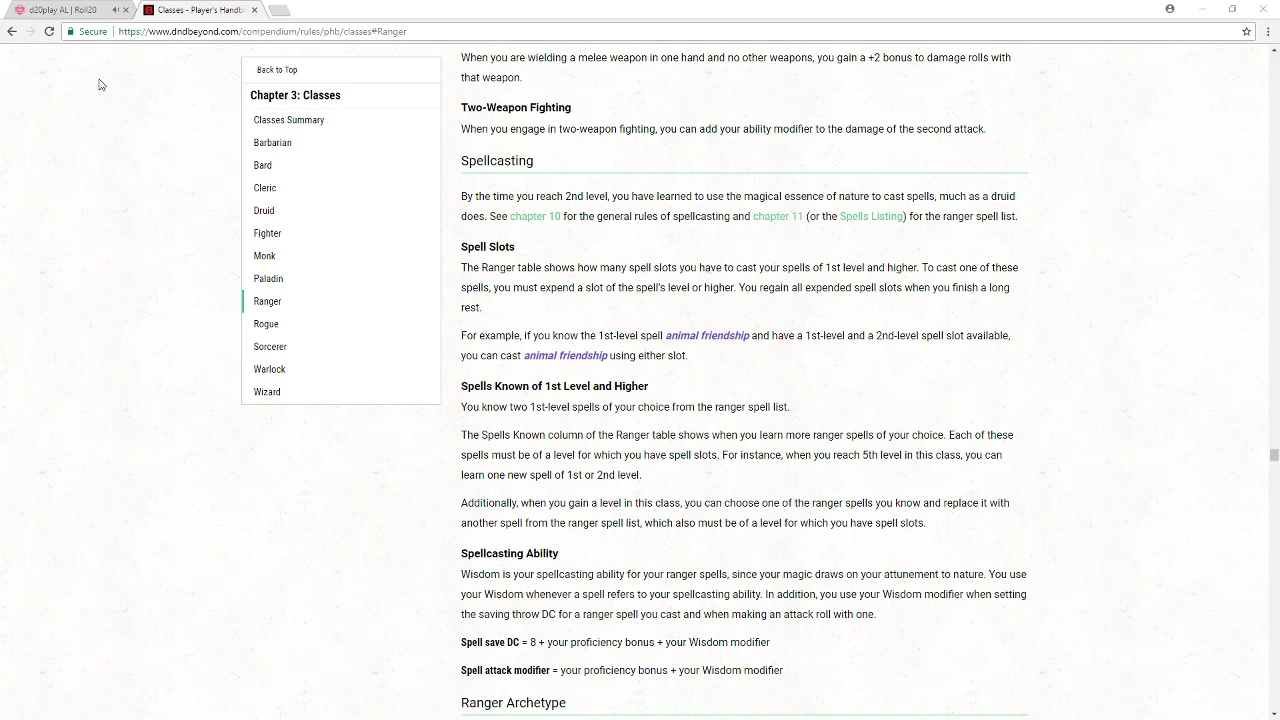 d20play AL | Roll20
Classes - Player's Handb
Secure
https://www.dndbeyond.com/compendium/rules/phb/classes#Ranger
Back to Top
Chapter 3: Classes
Classes Summary
Barbarian
Bard
Cleric
Druid
Fighter
Monk
Paladin
Ranger
Rogue
Sorcerer
Warlock
Wizard
When you are wielding a melee weapon in one hand and no other weapons, you gain a +2 bonus to damage rolls with
that weapon.
Two-Weapon Fighting
When you engage in two-weapon fighting, you can add your ability modifier to the damage of the second attack.
Spellcasting
By the time you reach 2nd level, you have learned to use the magical essence of nature to cast spells, much as a druid
does. See chapter 10 for the general rules of spellcasting and chapter 11 (or the Spells Listing) for the ranger spell list.
Spell Slots
The Ranger table shows how many spell slots you have to cast your spells of 1st level and higher. To cast one of these
spells, you must expend a slot of the spell's level or higher. You regain all expended spell slots when you finish a long
rest.
For example, if you know the 1st-level spell animal friendship and have a 1st-level and a 2nd-level spell slot available,
you can cast animal friendship using either slot.
Spells Known of 1st Level and Higher
You know two 1st-level spells of your choice from the ranger spell list.
The Spells Known column of the Ranger table shows when you learn more ranger spells of your choice. Each of these
spells must be of a level for which you have spell slots. For instance, when you reach 5th level in this class, you can
learn one new spell of 1st or 2nd level.
Additionally, when you gain a level in this class, you can choose one of the ranger spells you know and replace it with
another spell from the ranger spell list, which also must be of a level for which you have spell slots.
Spellcasting Ability
Wisdom is your spellcasting ability for your ranger spells, since your magic draws on your attunement to nature. You use
your Wisdom whenever a spell refers to your spellcasting ability. In addition, you use your Wisdom modifier when setting
the saving throw DC for a ranger spell you cast and when making an attack roll with one.
Spell save DC = 8 + your proficiency bonus + your Wisdom modifier
Spell attack modifier = your proficiency bonus + your Wisdom modifier
Ranger Archetype